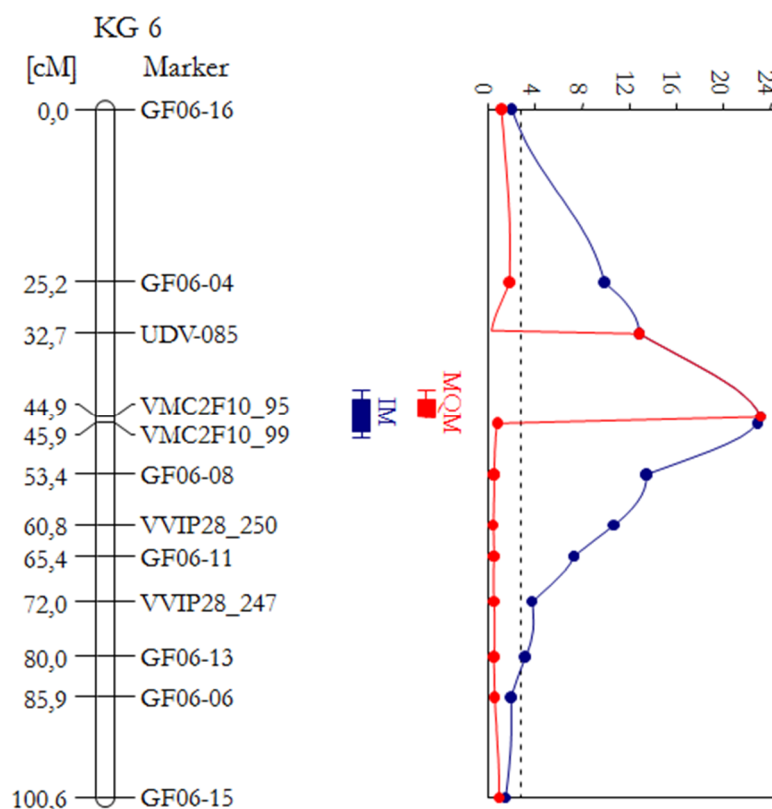 KG 6
[cM] Marker
0 4 8 12 16 20 24
0,0 GF06-16
25,2 GF06-04
32,7 UDV-085
44,9 VMC2F10_95
45,9 VMC2F10_99
53,4 GF06-08
60,8 VVIP28_250
65,4 GF06-11
72,0 VVIP28_247
80,0 GF06-13
85,9 GF06-06
100,6 GF06-15
IM
MQM